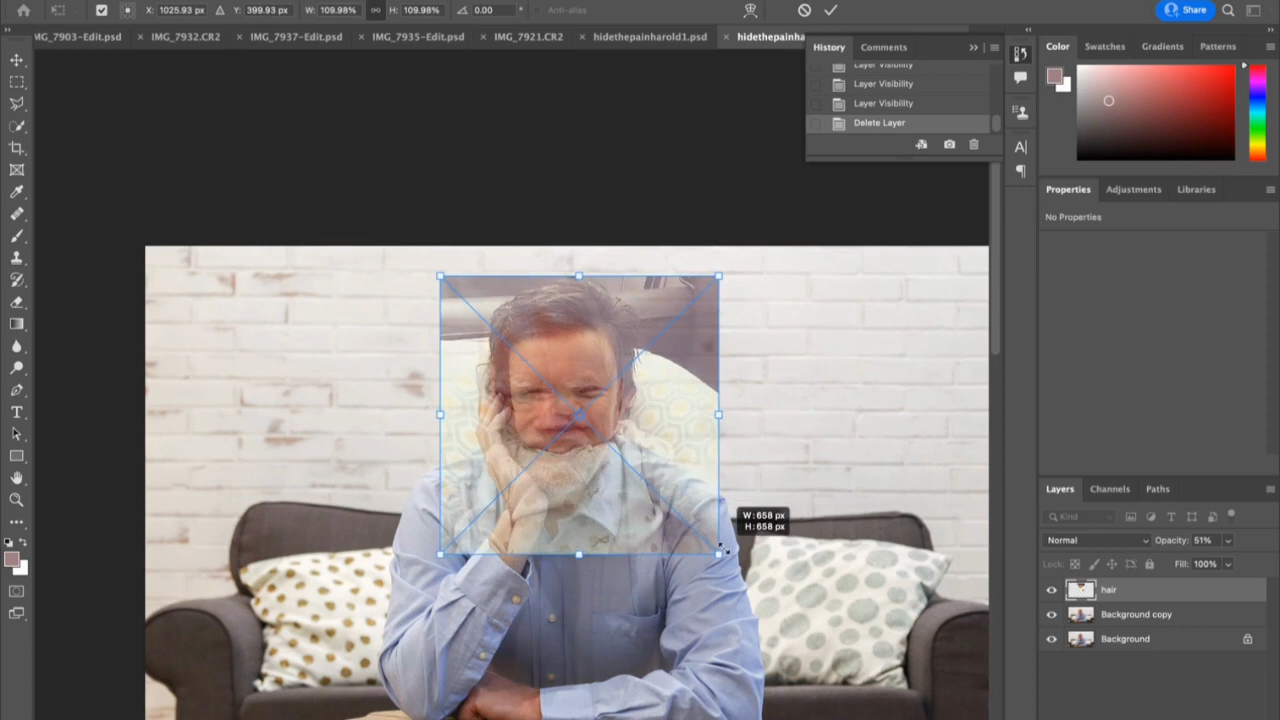 X: 1025.93 px Y: 399.93 px W: 109.98% H: 109.98% 0.00 ° Anti-alias Share
IMG_7903-Edit.psd × IMG_7932.CR2 × IMG_7937-Edit.psd × IMG_7935-Edit.psd × IMG_7921.CR2 × hidethepainharold1.psd × hidethepainha
History Comments
Layer Visibility
Layer Visibility
Layer Visibility
Delete Layer
Color Swatches Gradients Patterns
Properties Adjustments Libraries
No Properties
W: 658 px
H: 658 px
Layers Channels Paths
Kind
Normal Opacity: 51%
Lock: Fill: 100%
hair
Background copy
Background